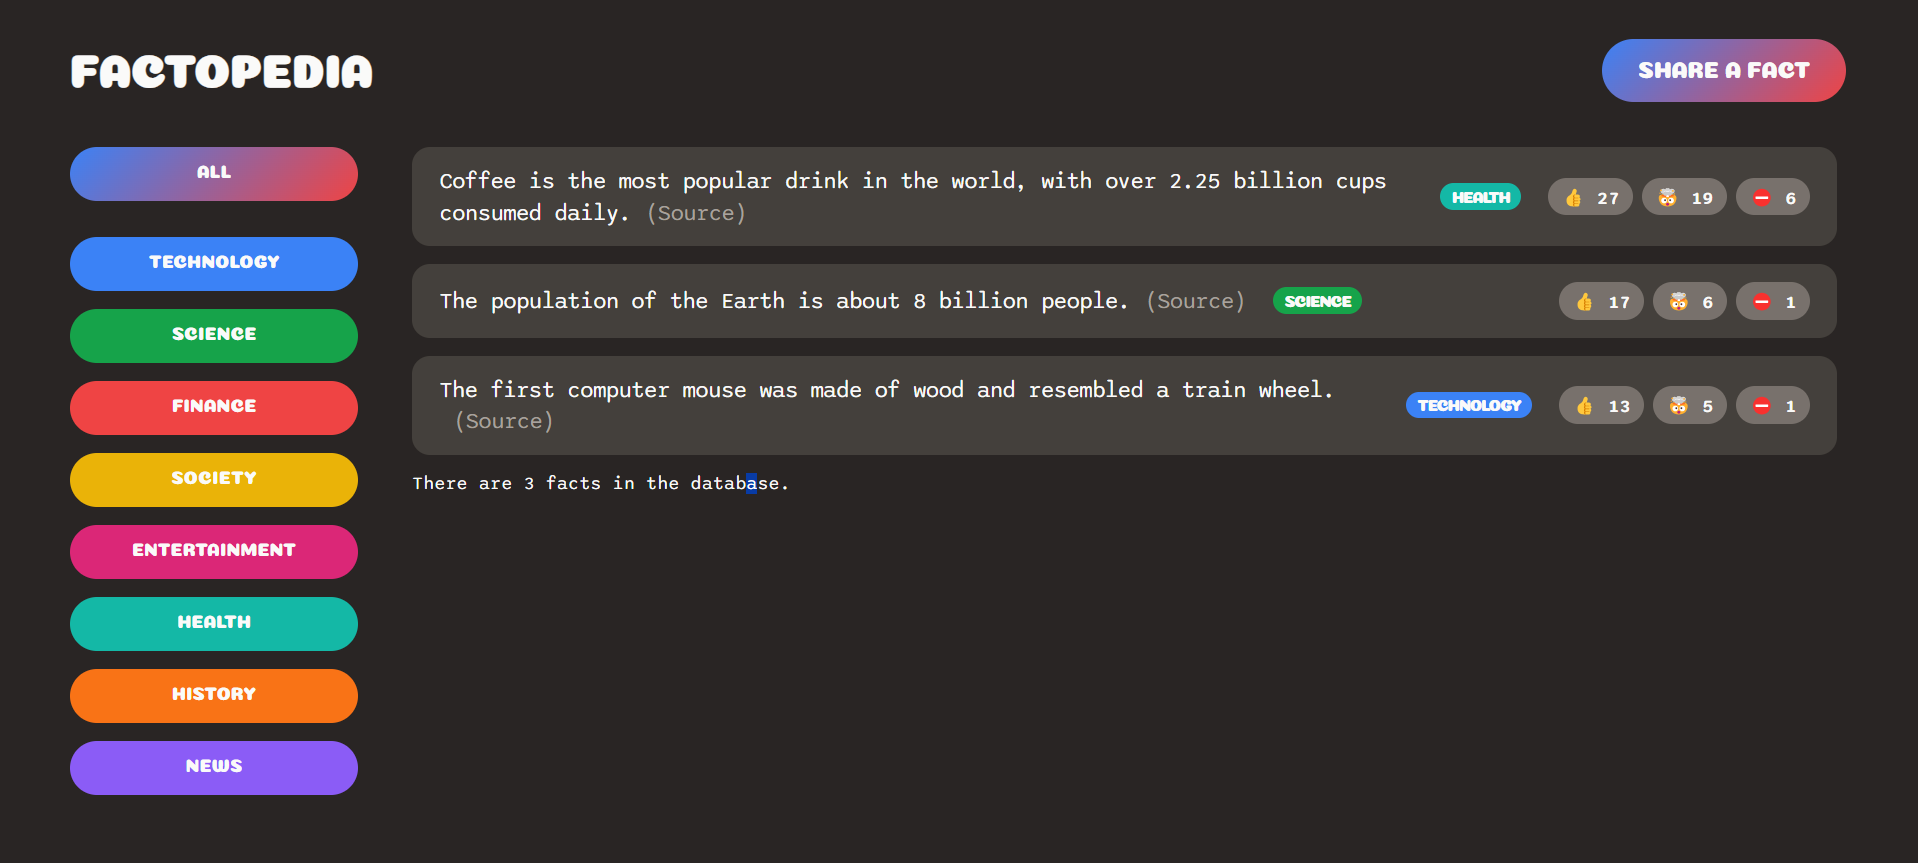 FACTOPEDIA
SHARE A FACT
ALL
TECHNOLOGY
SCIENCE
FINANCE
SOCIETY
ENTERTAINMENT
HEALTH
HISTORY
NEWS
Coffee is the most popular drink in the world, with over 2.25 billion cups
consumed daily. (Source)
HEALTH
👍 27 🤯 19 ⛔ 6
The population of the Earth is about 8 billion people. (Source)
SCIENCE
👍 17 🤯 6 ⛔ 1
The first computer mouse was made of wood and resembled a train wheel.
(Source)
TECHNOLOGY
👍 13 🤯 5 ⛔ 1
There are 3 facts in the database.